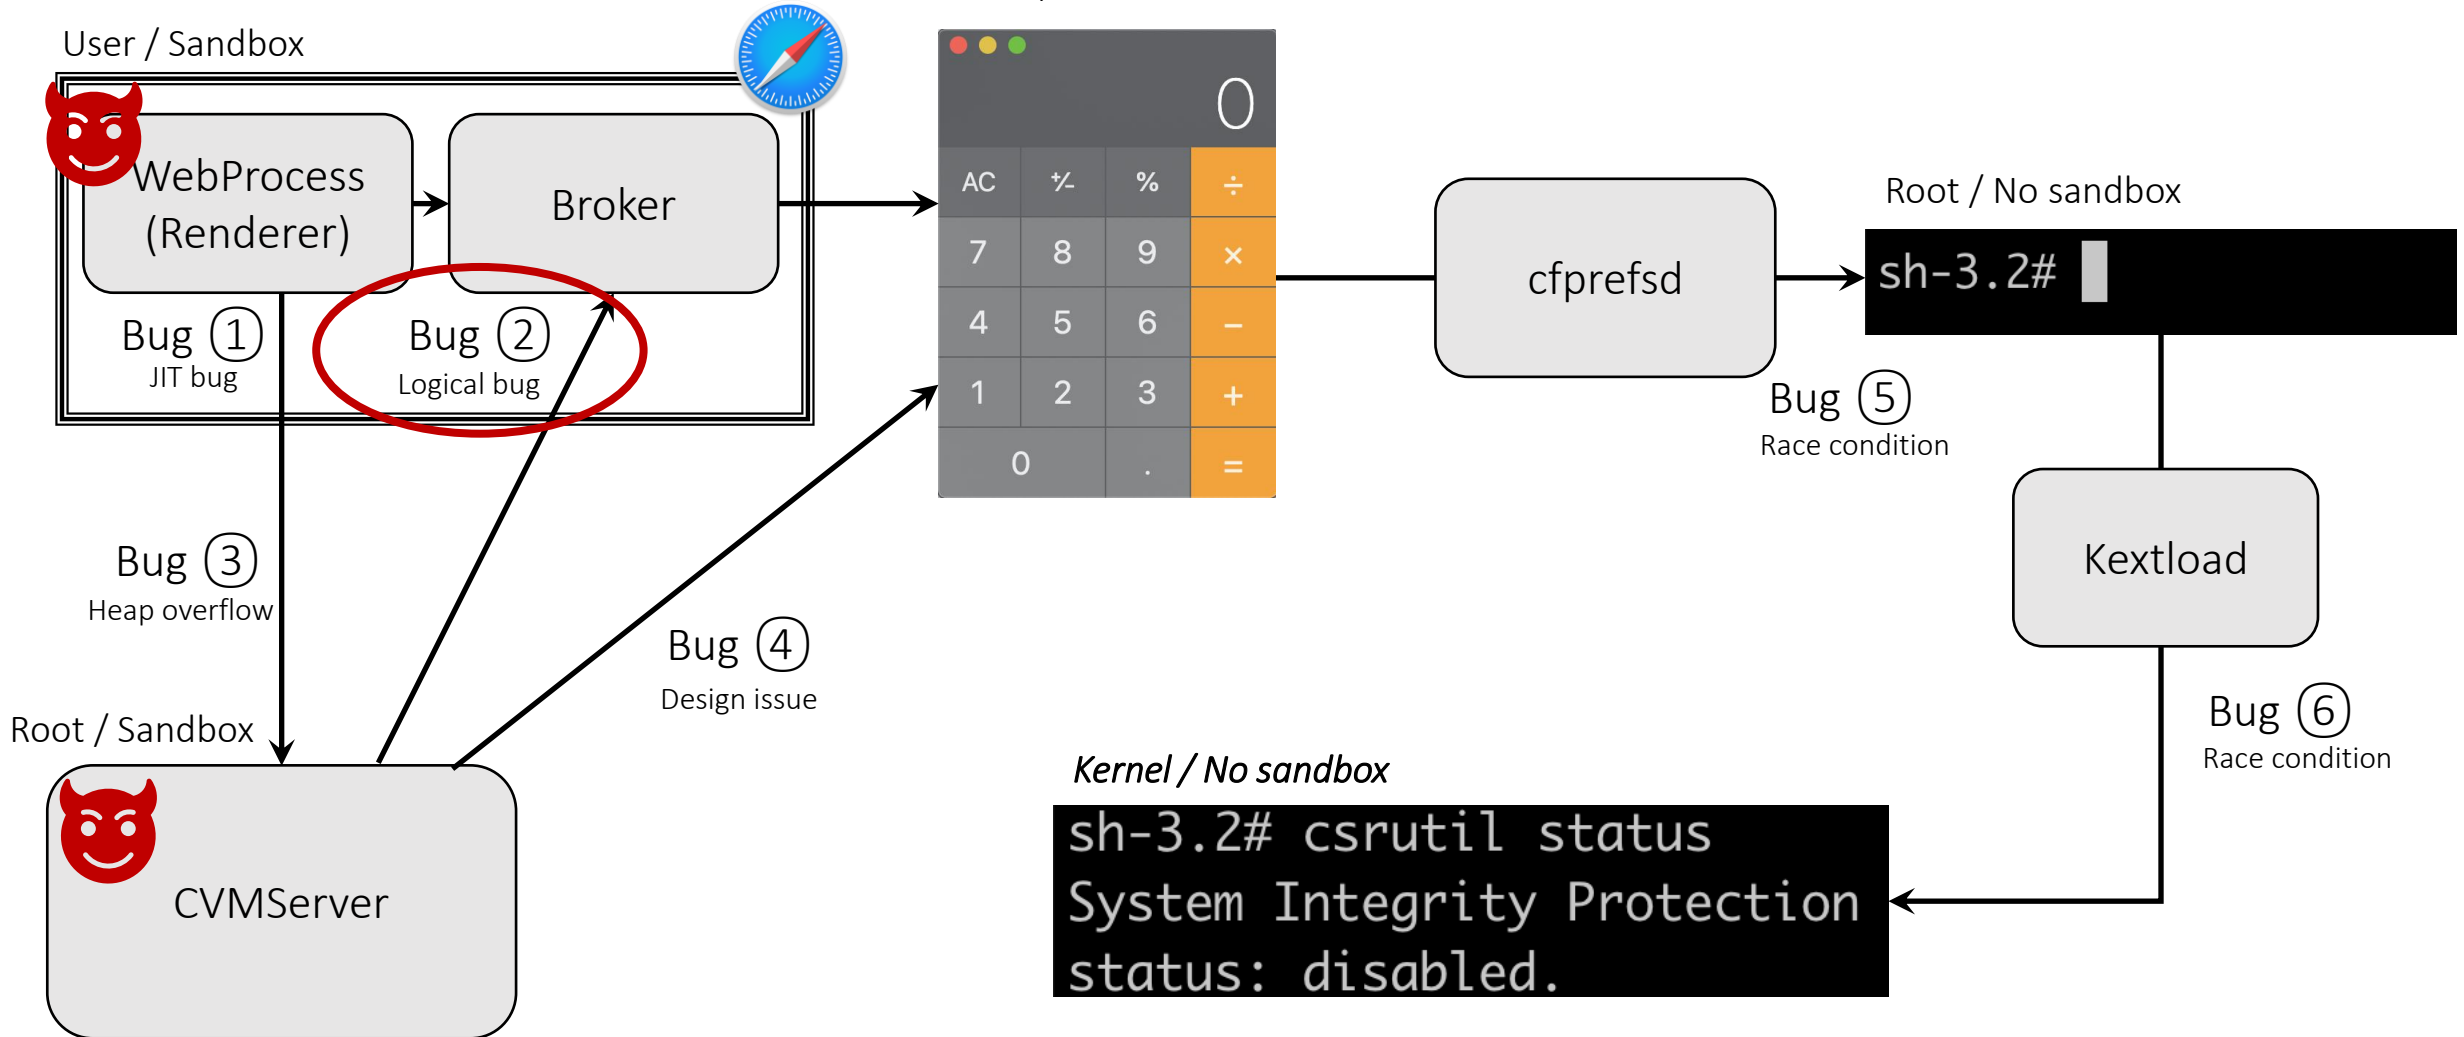 User / Sandbox
WebProcess
(Renderer)
Broker
Bug 1
JIT bug
Bug 2
Logical bug
0
AC +⁄− % ÷
7 8 9 ×
4 5 6 −
1 2 3 +
0 . =
cfprefsd
Root / No sandbox
sh-3.2#
Bug 5
Race condition
Kextload
Bug 3
Heap overflow
Bug 4
Design issue
Bug 6
Race condition
Root / Sandbox
CVMServer
Kernel / No sandbox
sh-3.2# csrutil status
System Integrity Protection
status: disabled.